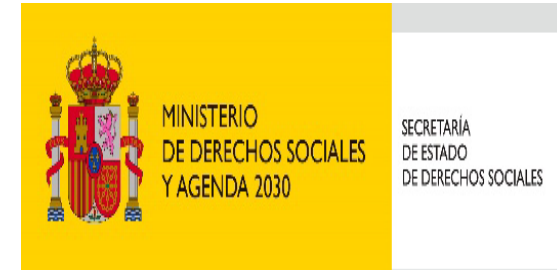 MINISTERIO
DE DERECHOS SOCIALES
Y AGENDA 2030
SECRETARÍA
DE ESTADO
DE DERECHOS SOCIALES